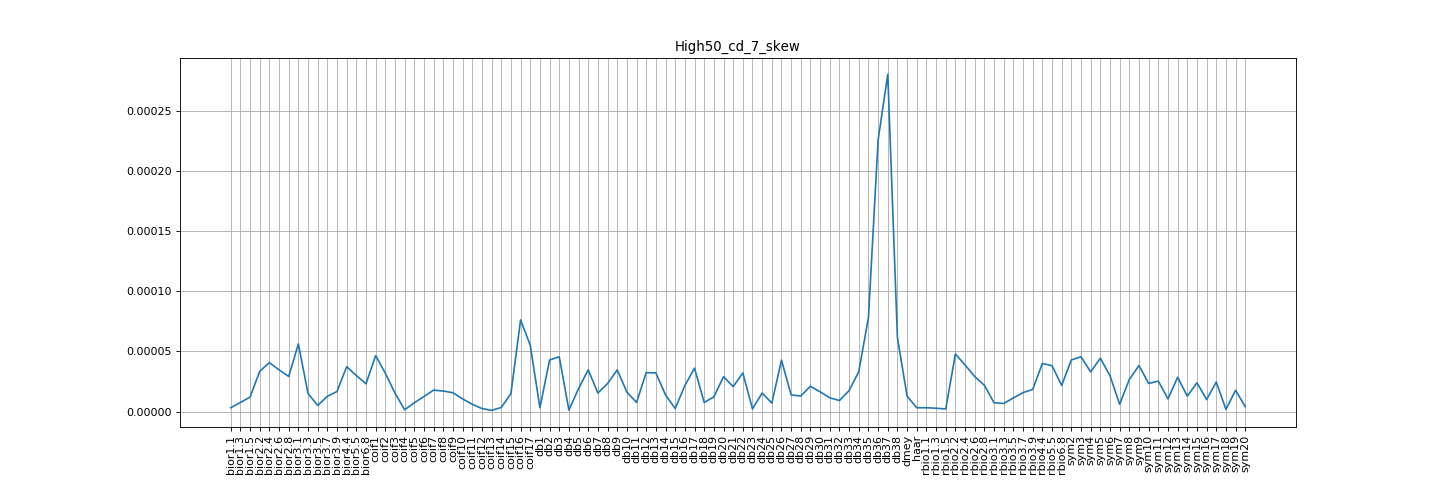 High50_cd_7_skew
0.00025
0.00020
0.00015
0.00010
0.00005
0.00000
bior1.1
bior1.3
bior1.5
bior2.2
bior2.4
bior2.6
bior2.8
bior3.1
bior3.3
bior3.5
bior3.7
bior3.9
bior4.4
bior5.5
bior6.8
coif1
coif2
coif3
coif4
coif5
coif6
coif7
coif8
coif9
coif10
coif11
coif12
coif13
coif14
coif15
coif16
coif17
db1
db2
db3
db4
db5
db6
db7
db8
db9
db10
db11
db12
db13
db14
db15
db16
db17
db18
db19
db20
db21
db22
db23
db24
db25
db26
db27
db28
db29
db30
db31
db32
db33
db34
db35
db36
db37
db38
dmey
haar
rbio1.1
rbio1.3
rbio1.5
rbio2.2
rbio2.4
rbio2.6
rbio2.8
rbio3.1
rbio3.3
rbio3.5
rbio3.7
rbio3.9
rbio4.4
rbio5.5
rbio6.8
sym2
sym3
sym4
sym5
sym6
sym7
sym8
sym9
sym10
sym11
sym12
sym13
sym14
sym15
sym16
sym17
sym18
sym19
sym20